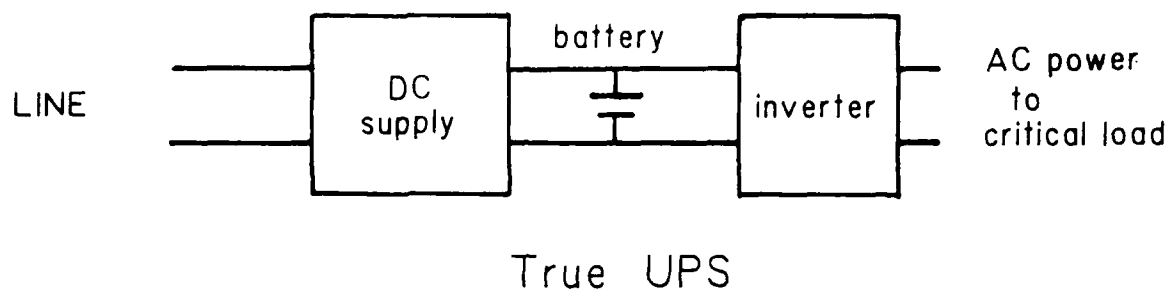 LINE
DC
supply
battery
inverter
AC power
to
critical load
True UPS